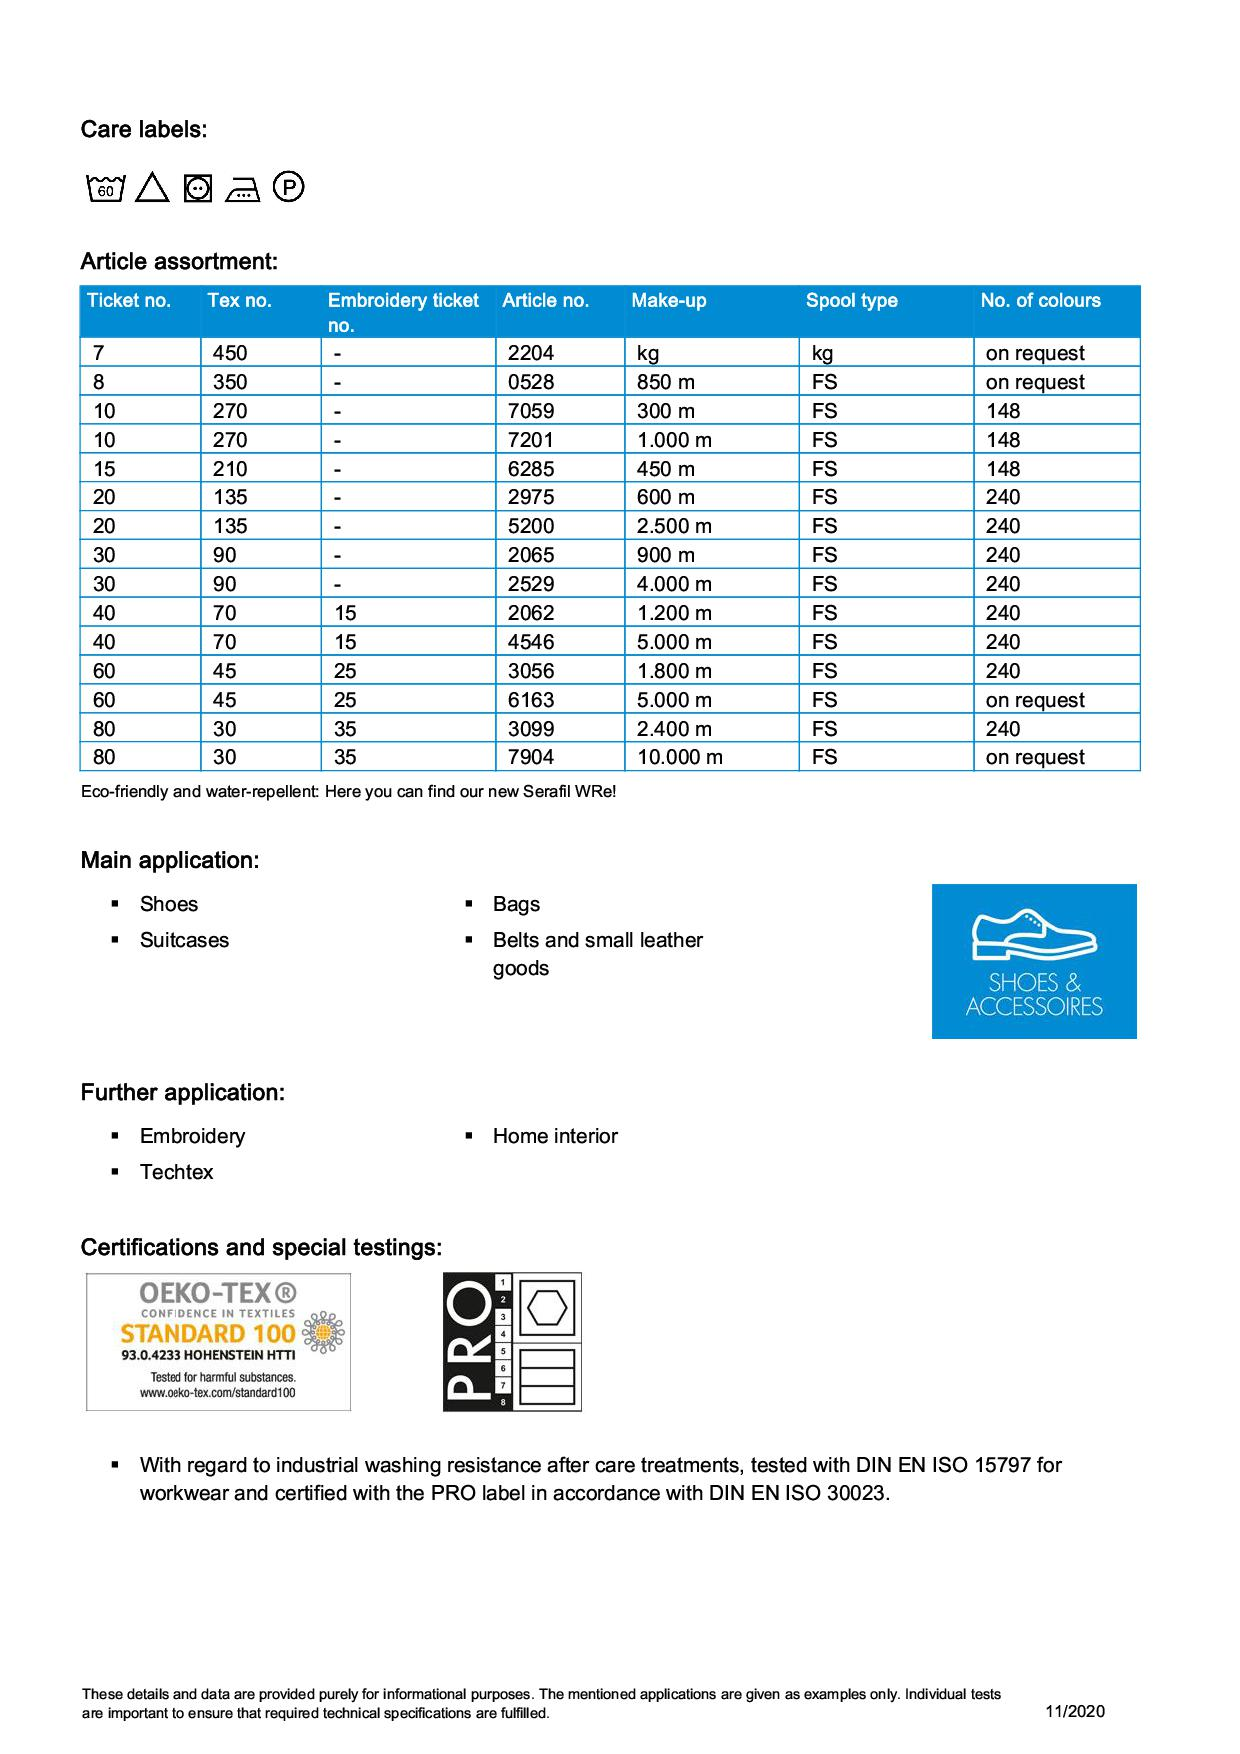 Care labels:
60 P
Article assortment:
Ticket no. Tex no. Embroidery ticket no. Article no. Make-up Spool type No. of colours
7 450 - 2204 kg kg on request
8 350 - 0528 850 m FS on request
10 270 - 7059 300 m FS 148
10 270 - 7201 1.000 m FS 148
15 210 - 6285 450 m FS 148
20 135 - 2975 600 m FS 240
20 135 - 5200 2.500 m FS 240
30 90 - 2065 900 m FS 240
30 90 - 2529 4.000 m FS 240
40 70 15 2062 1.200 m FS 240
40 70 15 4546 5.000 m FS 240
60 45 25 3056 1.800 m FS 240
60 45 25 6163 5.000 m FS on request
80 30 35 3099 2.400 m FS 240
80 30 35 7904 10.000 m FS on request
Eco-friendly and water-repellent: Here you can find our new Serafil WRe!
Main application:
▪ Shoes
▪ Suitcases
▪ Bags
▪ Belts and small leather
goods
SHOES &
ACCESSOIRES
Further application:
▪ Embroidery
▪ Techtex
▪ Home interior
Certifications and special testings:
OEKO-TEX®
CONFIDENCE IN TEXTILES
STANDARD 100
93.0.4233 HOHENSTEIN HTTI
Tested for harmful substances.
www.oeko-tex.com/standard100
PRO
1
2
3
4
5
6
7
8
▪ With regard to industrial washing resistance after care treatments, tested with DIN EN ISO 15797 for
workwear and certified with the PRO label in accordance with DIN EN ISO 30023.
These details and data are provided purely for informational purposes. The mentioned applications are given as examples only. Individual tests
are important to ensure that required technical specifications are fulfilled.
11/2020